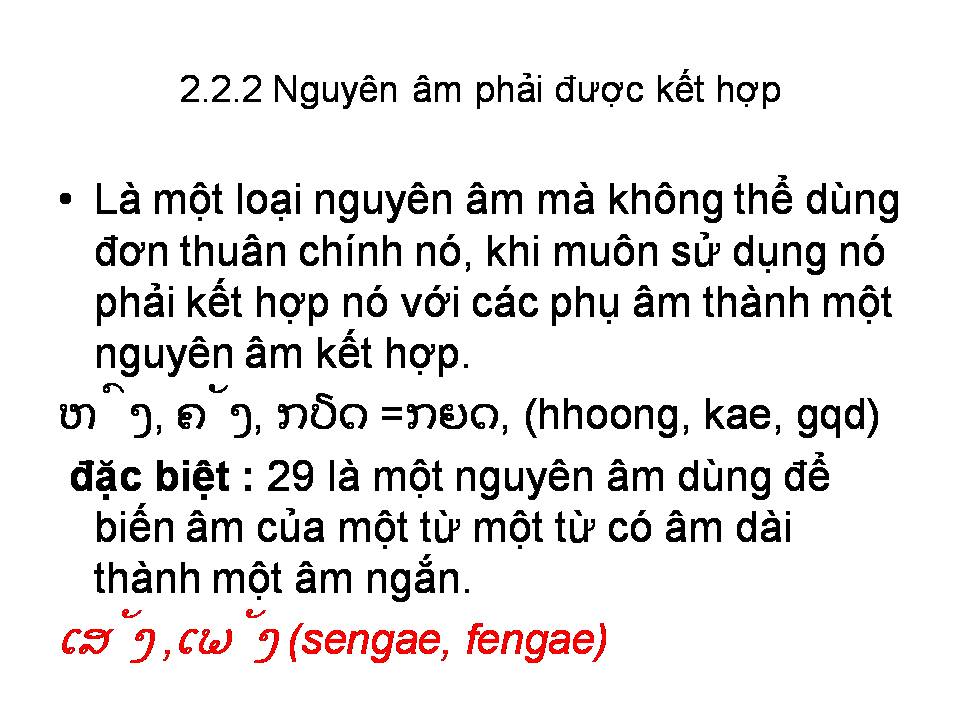 2.2.2 Nguyên âm phải được kết hợp
• Là một loại nguyên âm mà không thể dùng
đơn thuân chính nó, khi muôn sử dụng nó
phải kết hợp nó với các phụ âm thành một
nguyên âm kết hợp.
ຫ ົ ງ, ຄ ັ ງ, ກຽດ =ກຍດ, (hhoong, kae, gqd)
đặc biệt : 29 là một nguyên âm dùng để
biến âm của một từ một từ có âm dài
thành một âm ngắn.
ເສ ັ ງ ,ເພ ັ ງ (sengae, fengae)